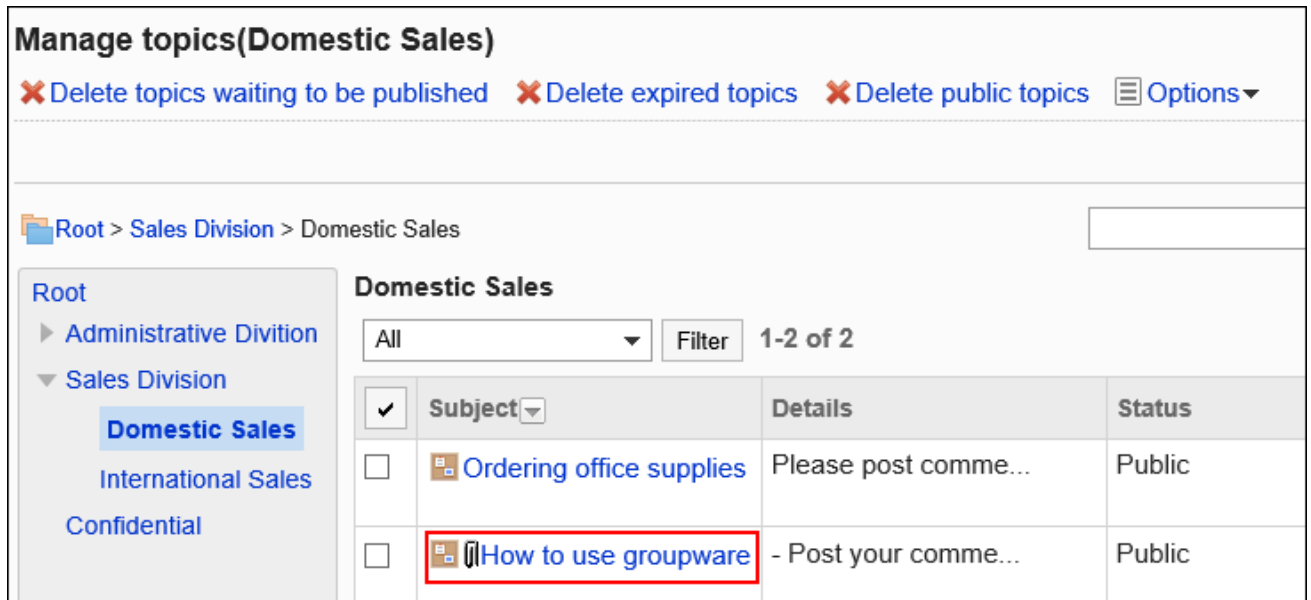 Manage topics(Domestic Sales)
Delete topics waiting to be published Delete expired topics Delete public topics Options
Root > Sales Division > Domestic Sales
Root
Administrative Divition
Sales Division
Domestic Sales
International Sales
Confidential
Domestic Sales
All Filter 1-2 of 2
Subject Details Status
Ordering office supplies Please post comme... Public
How to use groupware - Post your comme... Public